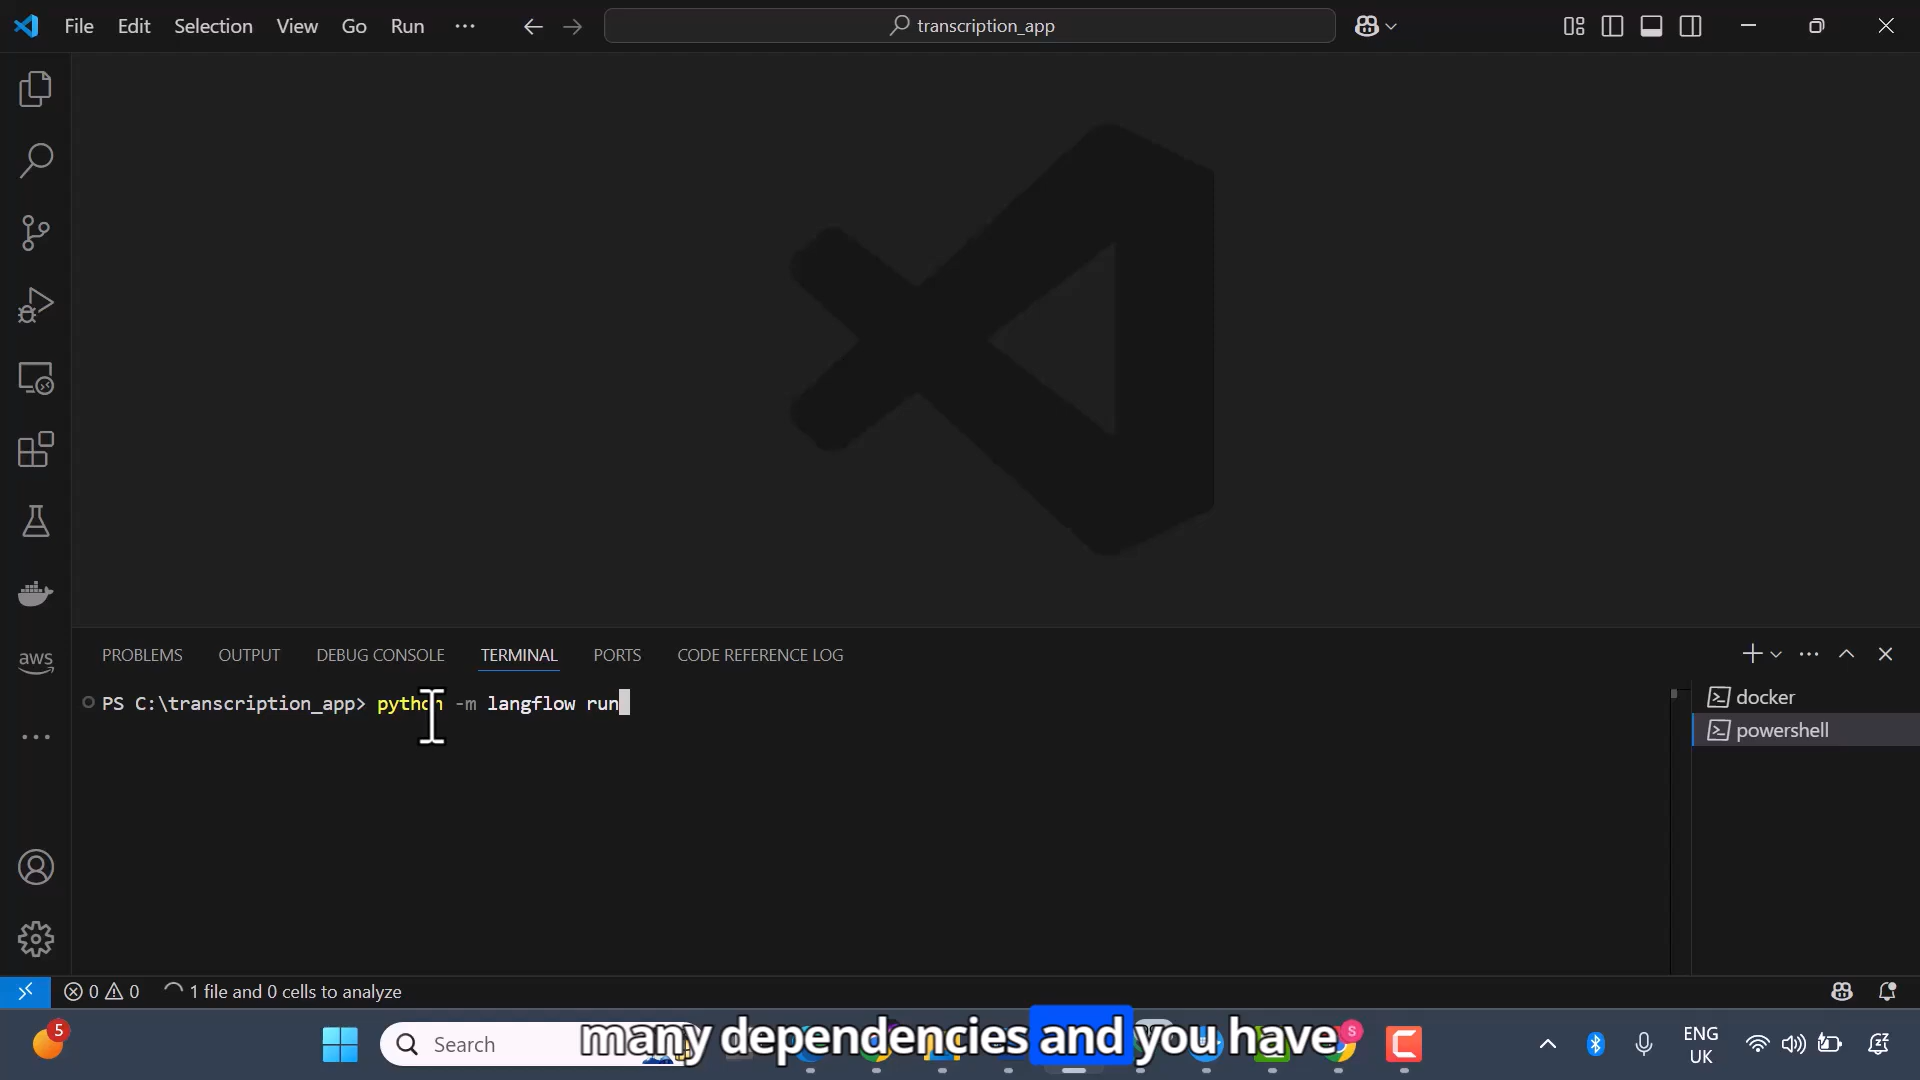 File Edit Selection View Go Run ...
transcription_app
PROBLEMS OUTPUT DEBUG CONSOLE TERMINAL PORTS CODE REFERENCE LOG
PS C:\transcription_app> python -m langflow run
docker
powershell
aws
0 0 1 file and 0 cells to analyze
5
Search
many dependencies and you have
S
ENG
UK